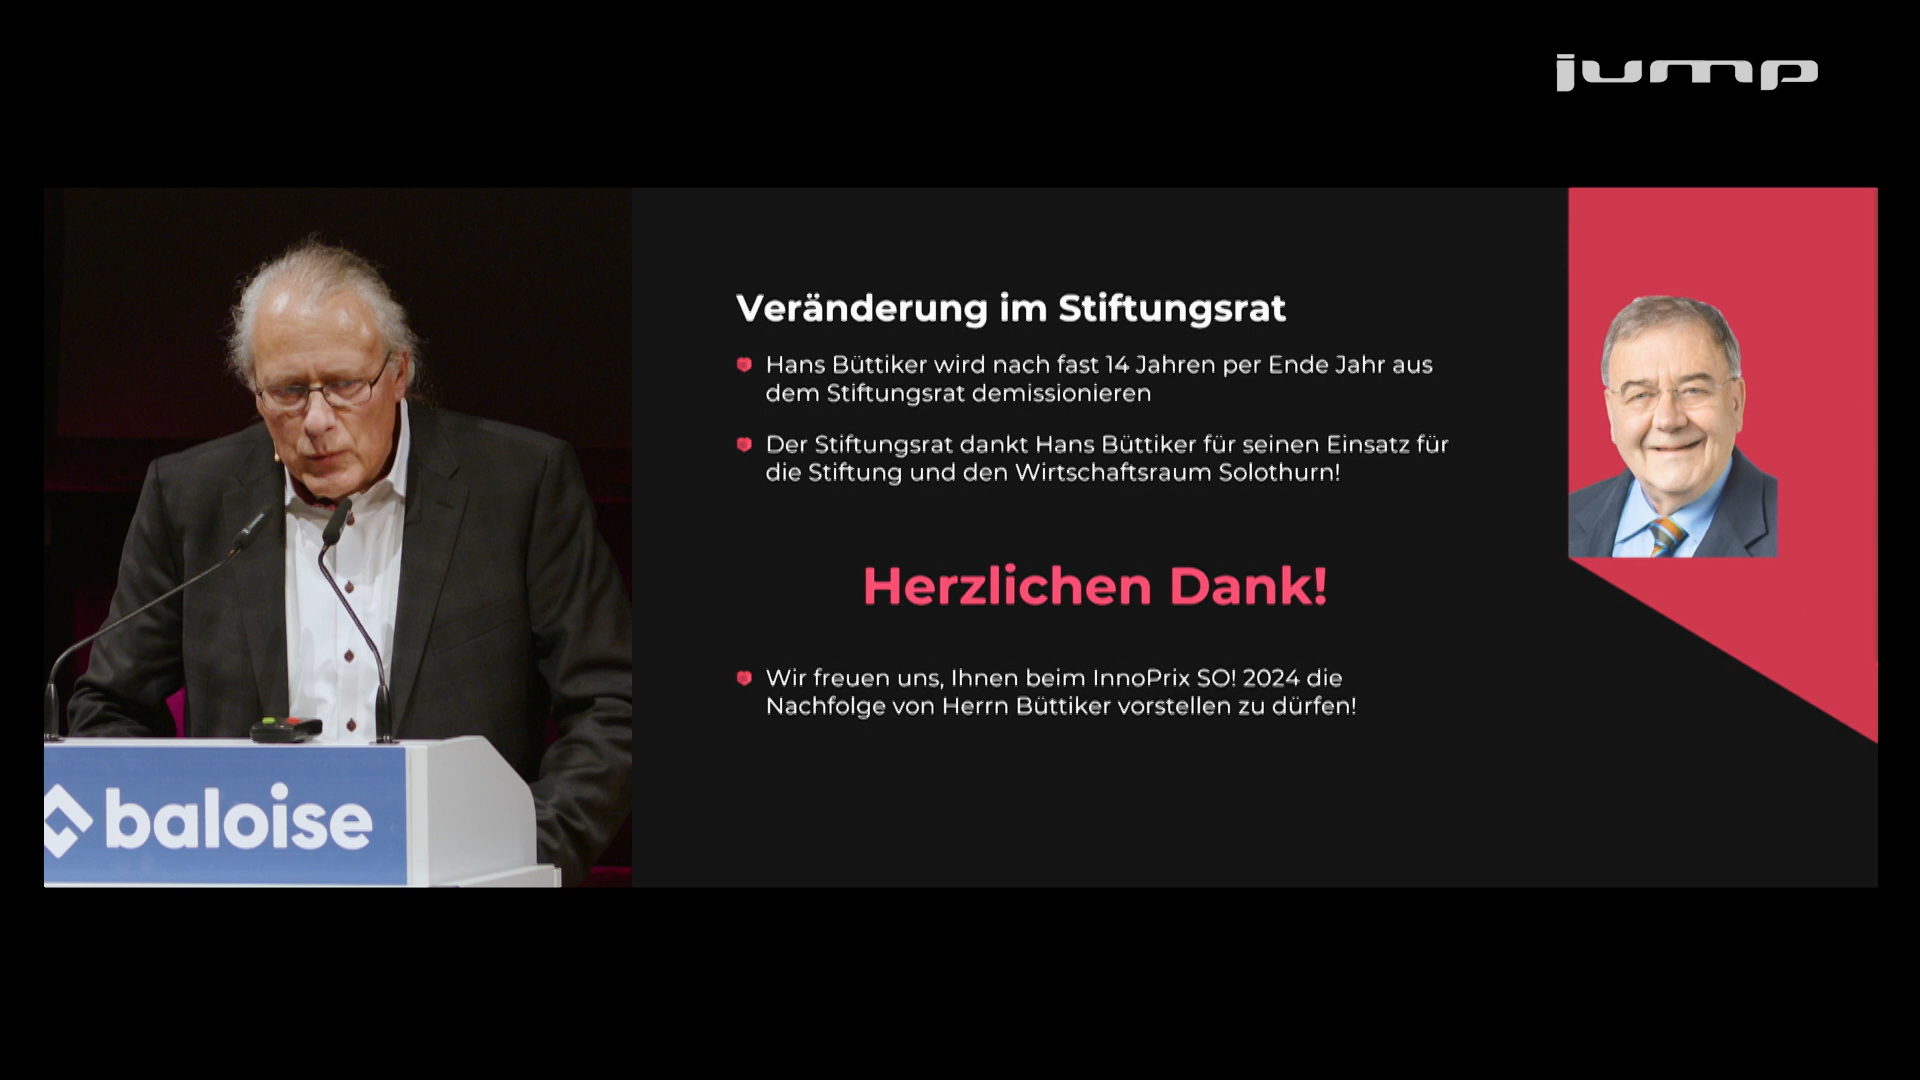 jump
Veränderung im Stiftungsrat
Hans Büttiker wird nach fast 14 Jahren per Ende Jahr aus
dem Stiftungsrat demissionieren
Der Stiftungsrat dankt Hans Büttiker für seinen Einsatz für
die Stiftung und den Wirtschaftsraum Solothurn!
Herzlichen Dank!
Wir freuen uns, Ihnen beim InnoPrix SO! 2024 die
Nachfolge von Herrn Büttiker vorstellen zu dürfen!
baloise